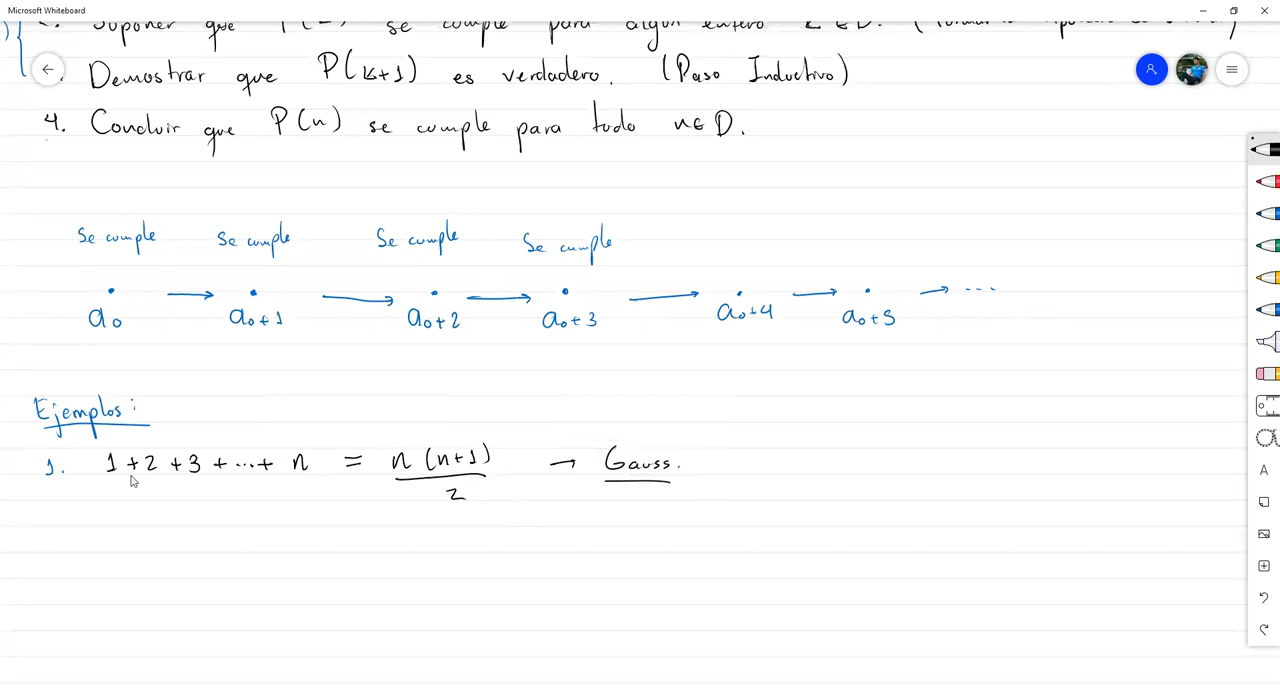 Microsoft Whiteboard
Suponer que se cumple para algún entero
Demostrar que P(k+1) es verdadero. (Paso Inductivo)
4. Concluir que P(n) se cumple para todo n∈D.
Se cumple Se cumple Se cumple Se cumple
a₀ → a₀+1 → a₀+2 → a₀+3 → a₀+4 → a₀+5 → ...
Ejemplos:
1. 1 + 2 + 3 + ... + n = n(n+1)/2 → Gauss.
A